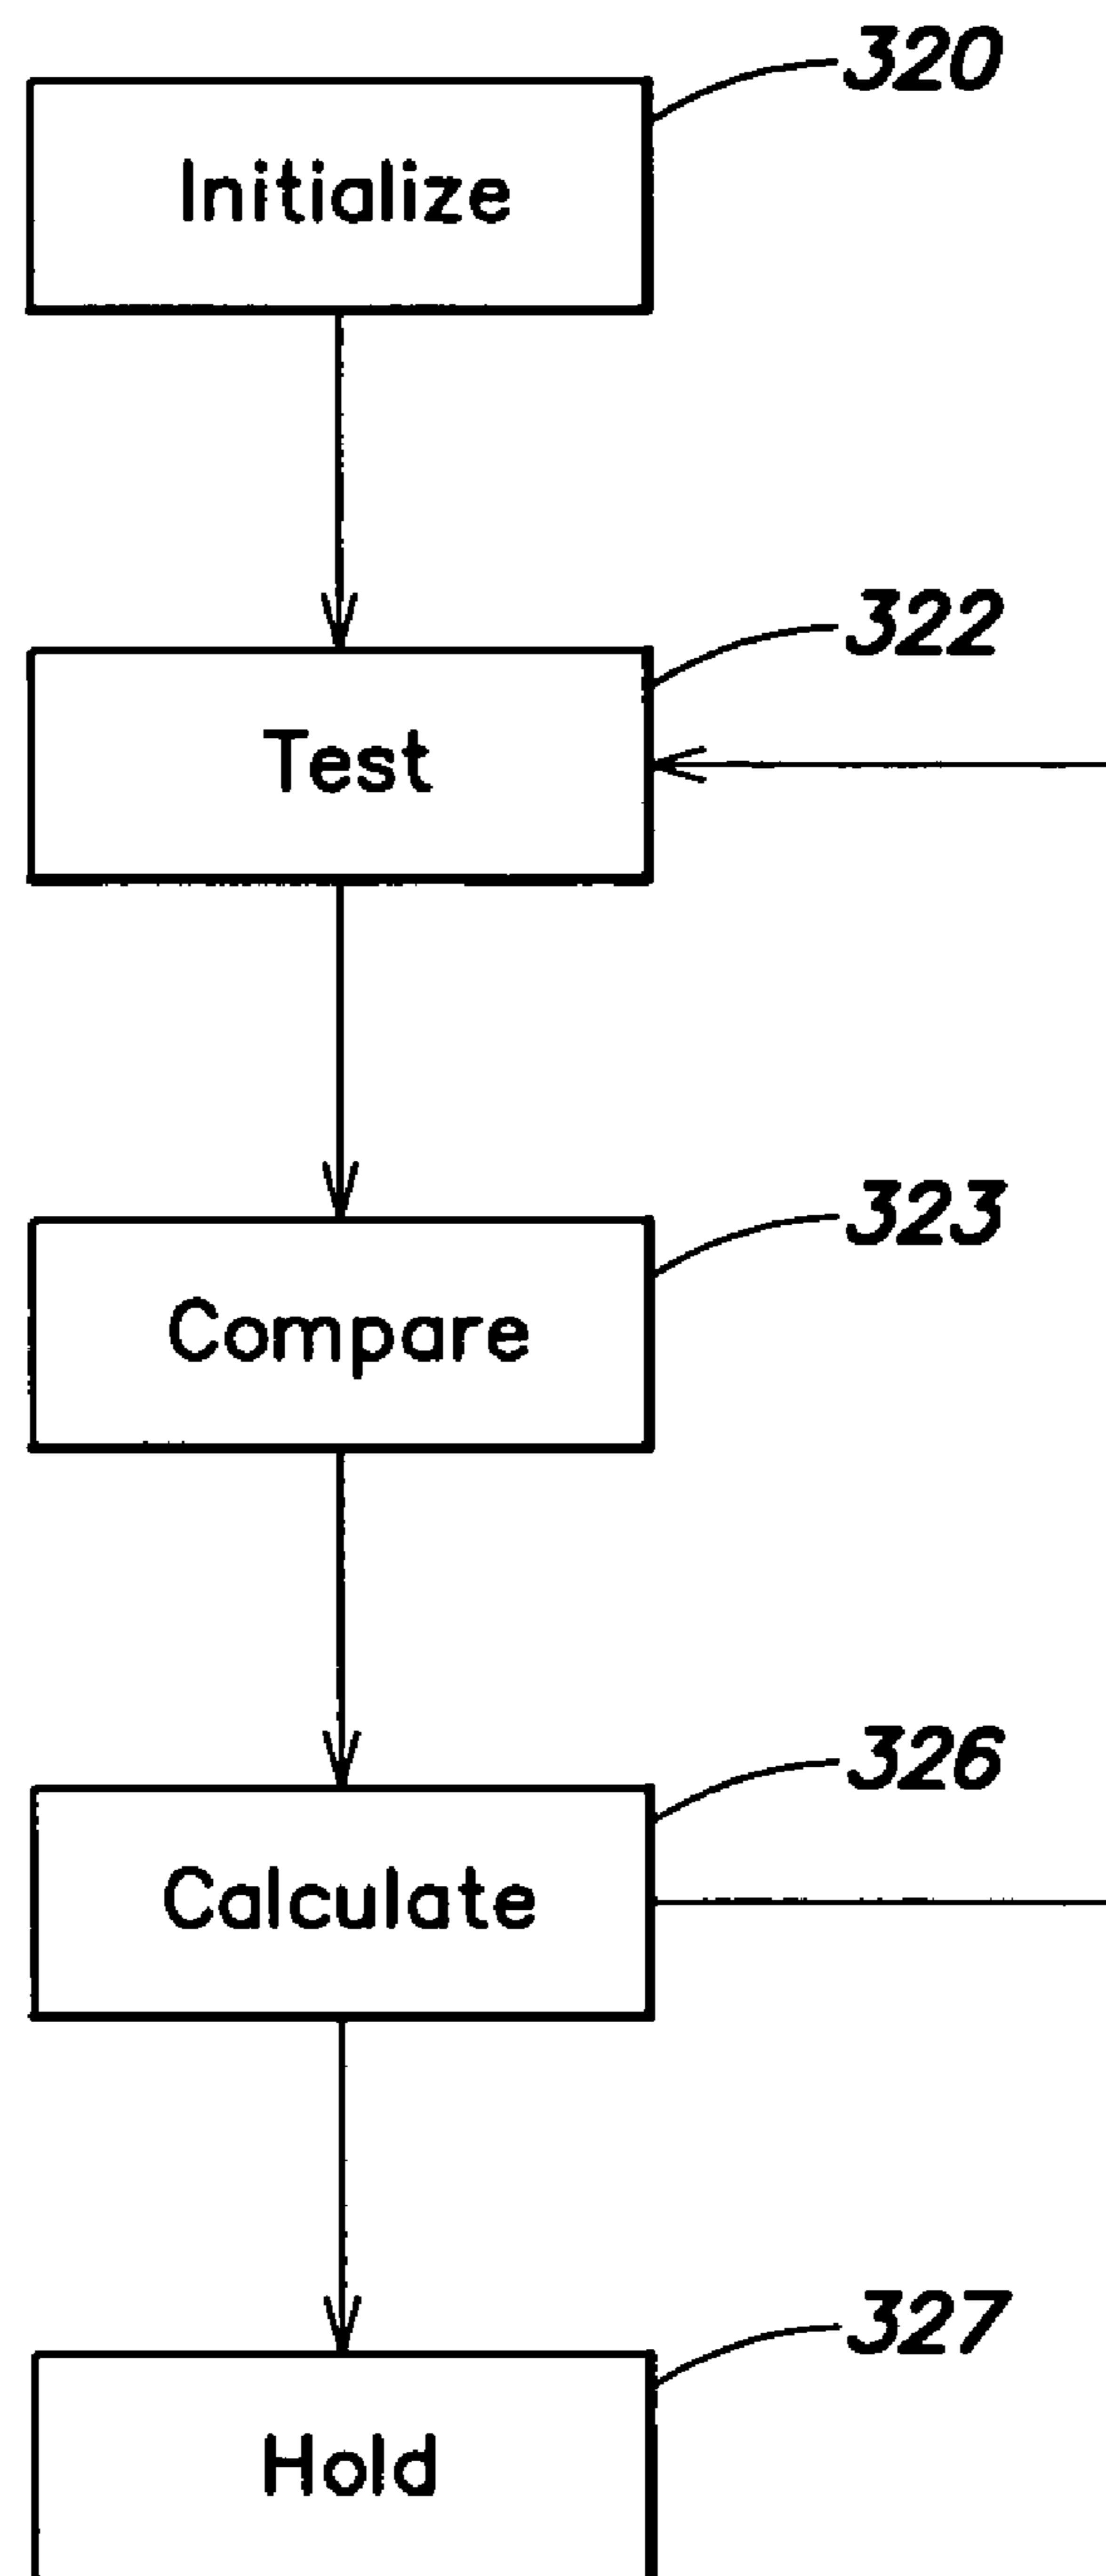 320
Initialize
322
Test
323
Compare
326
Calculate
327
Hold